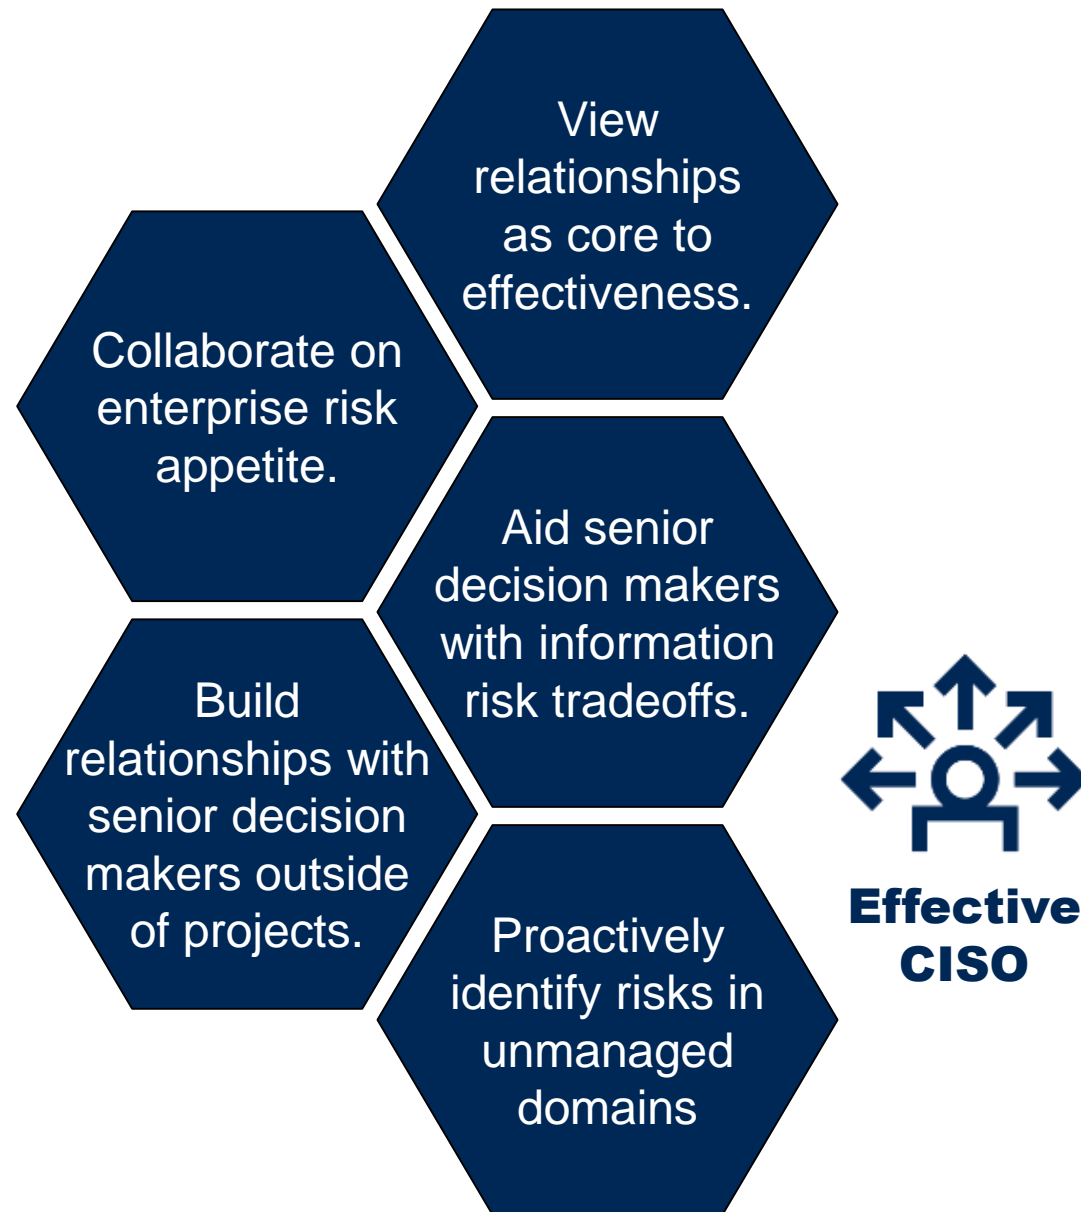 View
relationships
as core to
effectiveness.
Collaborate on
enterprise risk
appetite.
Aid senior
decision makers
with information
risk tradeoffs.
Build
relationships with
senior decision
makers outside
of projects.
Proactively
identify risks in
unmanaged
domains
Effective
CISO